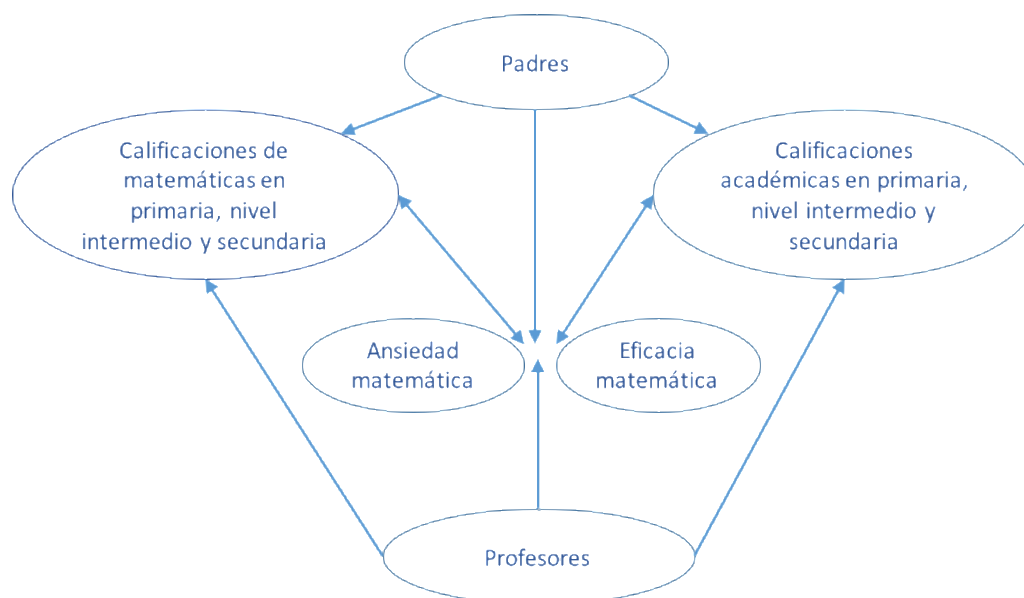 Padres
Calificaciones de
matemáticas en
primaria, nivel
intermedio y secundaria
Calificaciones
académicas en primaria,
nivel intermedio y
secundaria
Ansiedad
matemática
Eficacia
matemática
Profesores